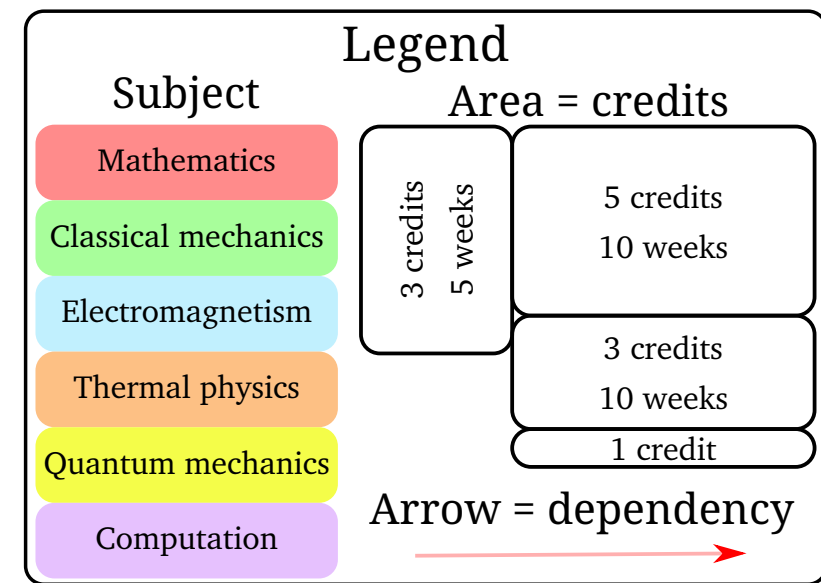 Legend
Subject
Mathematics
Classical mechanics
Electromagnetism
Thermal physics
Quantum mechanics
Computation
Area = credits
3 credits
5 weeks
5 credits
10 weeks
3 credits
10 weeks
1 credit
Arrow = dependency